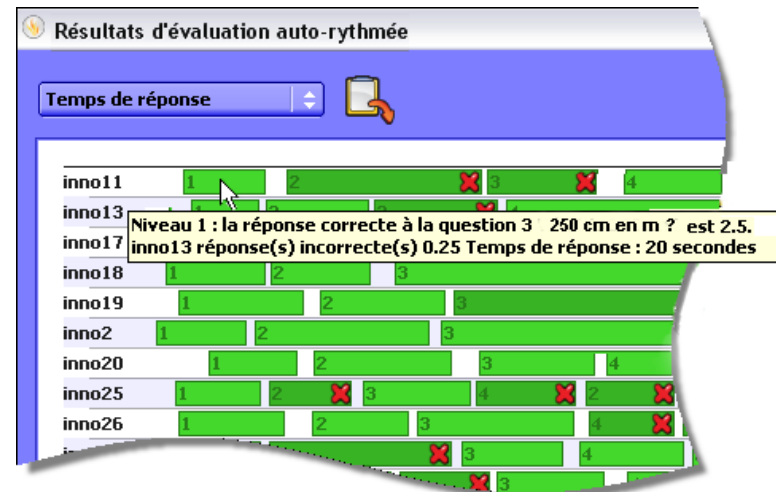 Résultats d'évaluation auto-rythmée
Temps de réponse
inno11 1 2 3 4
inno13
Niveau 1 : la réponse correcte à la question 3 250 cm en m ? est 2.5.
inno13 réponse(s) incorrecte(s) 0.25 Temps de réponse : 20 secondes
inno17
inno18 1 2 3
inno19 1 2 3
inno2 1 2 3
inno20 1 2 3 4
inno25 1 2 3 4 2
inno26 1 2 3 4
3 4
3